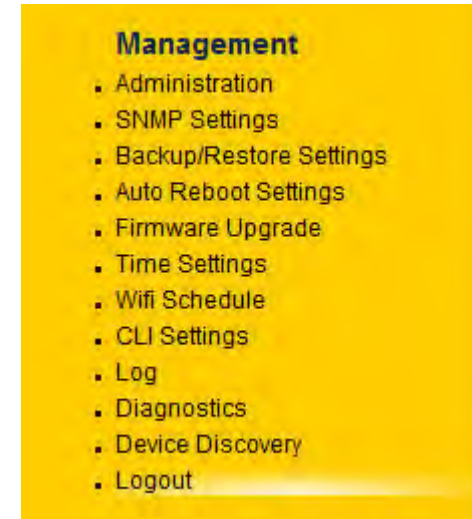 Management
Administration
SNMP Settings
Backup/Restore Settings
Auto Reboot Settings
Firmware Upgrade
Time Settings
Wifi Schedule
CLI Settings
Log
Diagnostics
Device Discovery
Logout